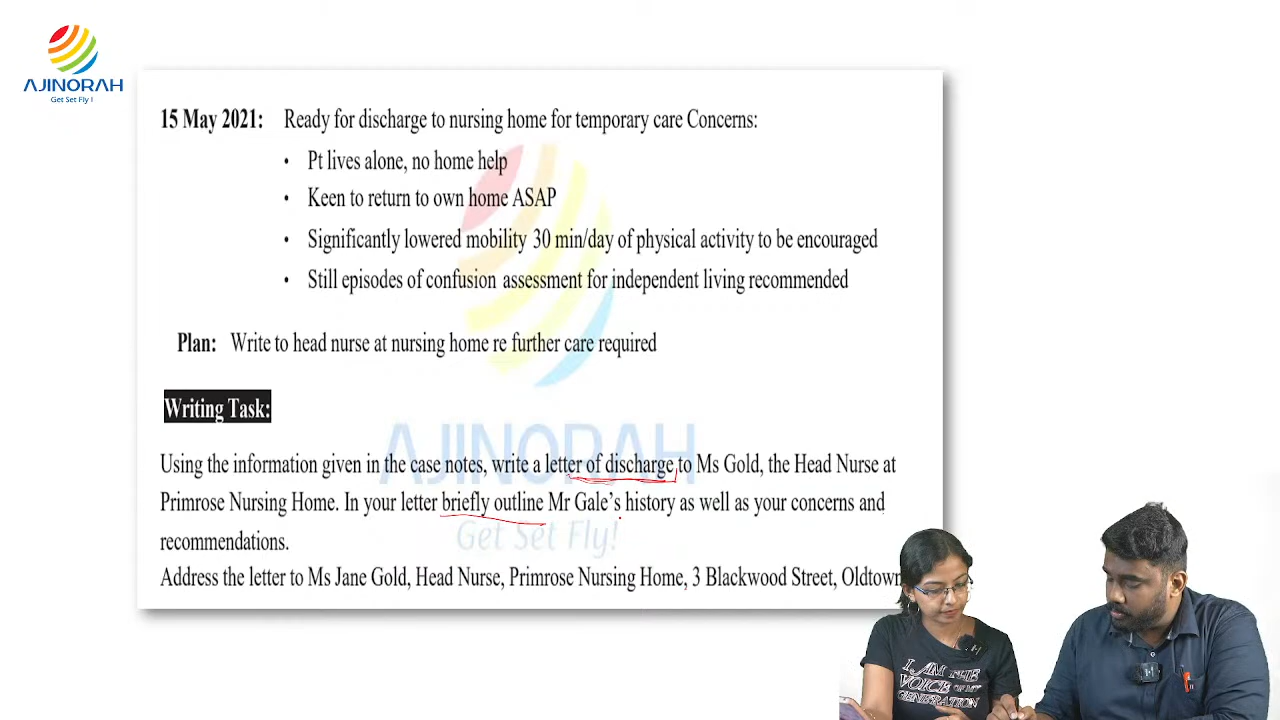 AJINORAH
Get Set Fly !
15 May 2021: Ready for discharge to nursing home for temporary care Concerns:
• Pt lives alone, no home help
• Keen to return to own home ASAP
• Significantly lowered mobility 30 min/day of physical activity to be encouraged
• Still episodes of confusion assessment for independent living recommended
Plan: Write to head nurse at nursing home re further care required
Writing Task:
AJINORAH
Using the information given in the case notes, write a letter of discharge to Ms Gold, the Head Nurse at
Primrose Nursing Home. In your letter briefly outline Mr Gale's history as well as your concerns and
Get Set Fly!
recommendations.
Address the letter to Ms Jane Gold, Head Nurse, Primrose Nursing Home, 3 Blackwood Street, Oldtown
I AM THE
VOICE OF MY
GENERATION